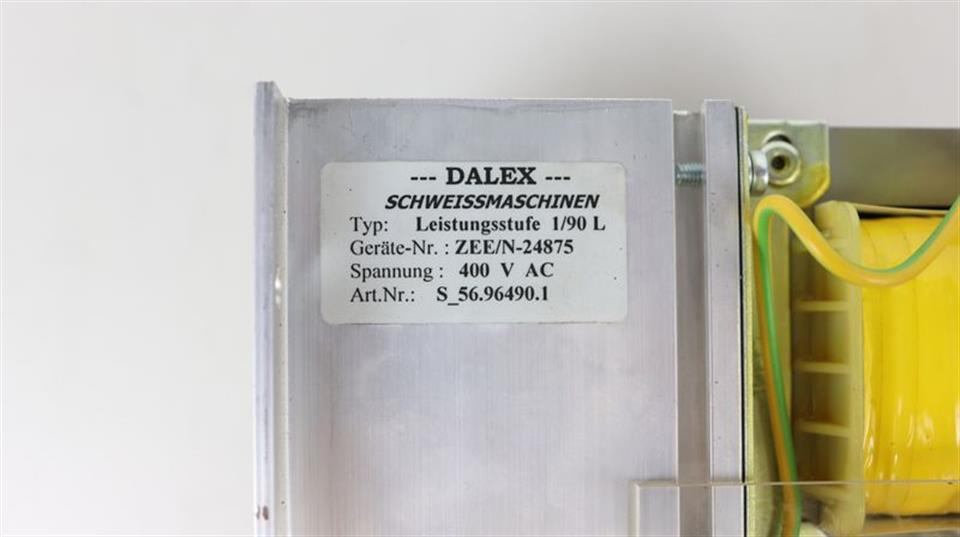 --- DALEX ---
SCHWEISSMASCHINEN
Typ: Leistungsstufe 1/90 L
Geräte-Nr. : ZEE/N-24875
Spannung : 400 V AC
Art.Nr.: S_56.96490.1